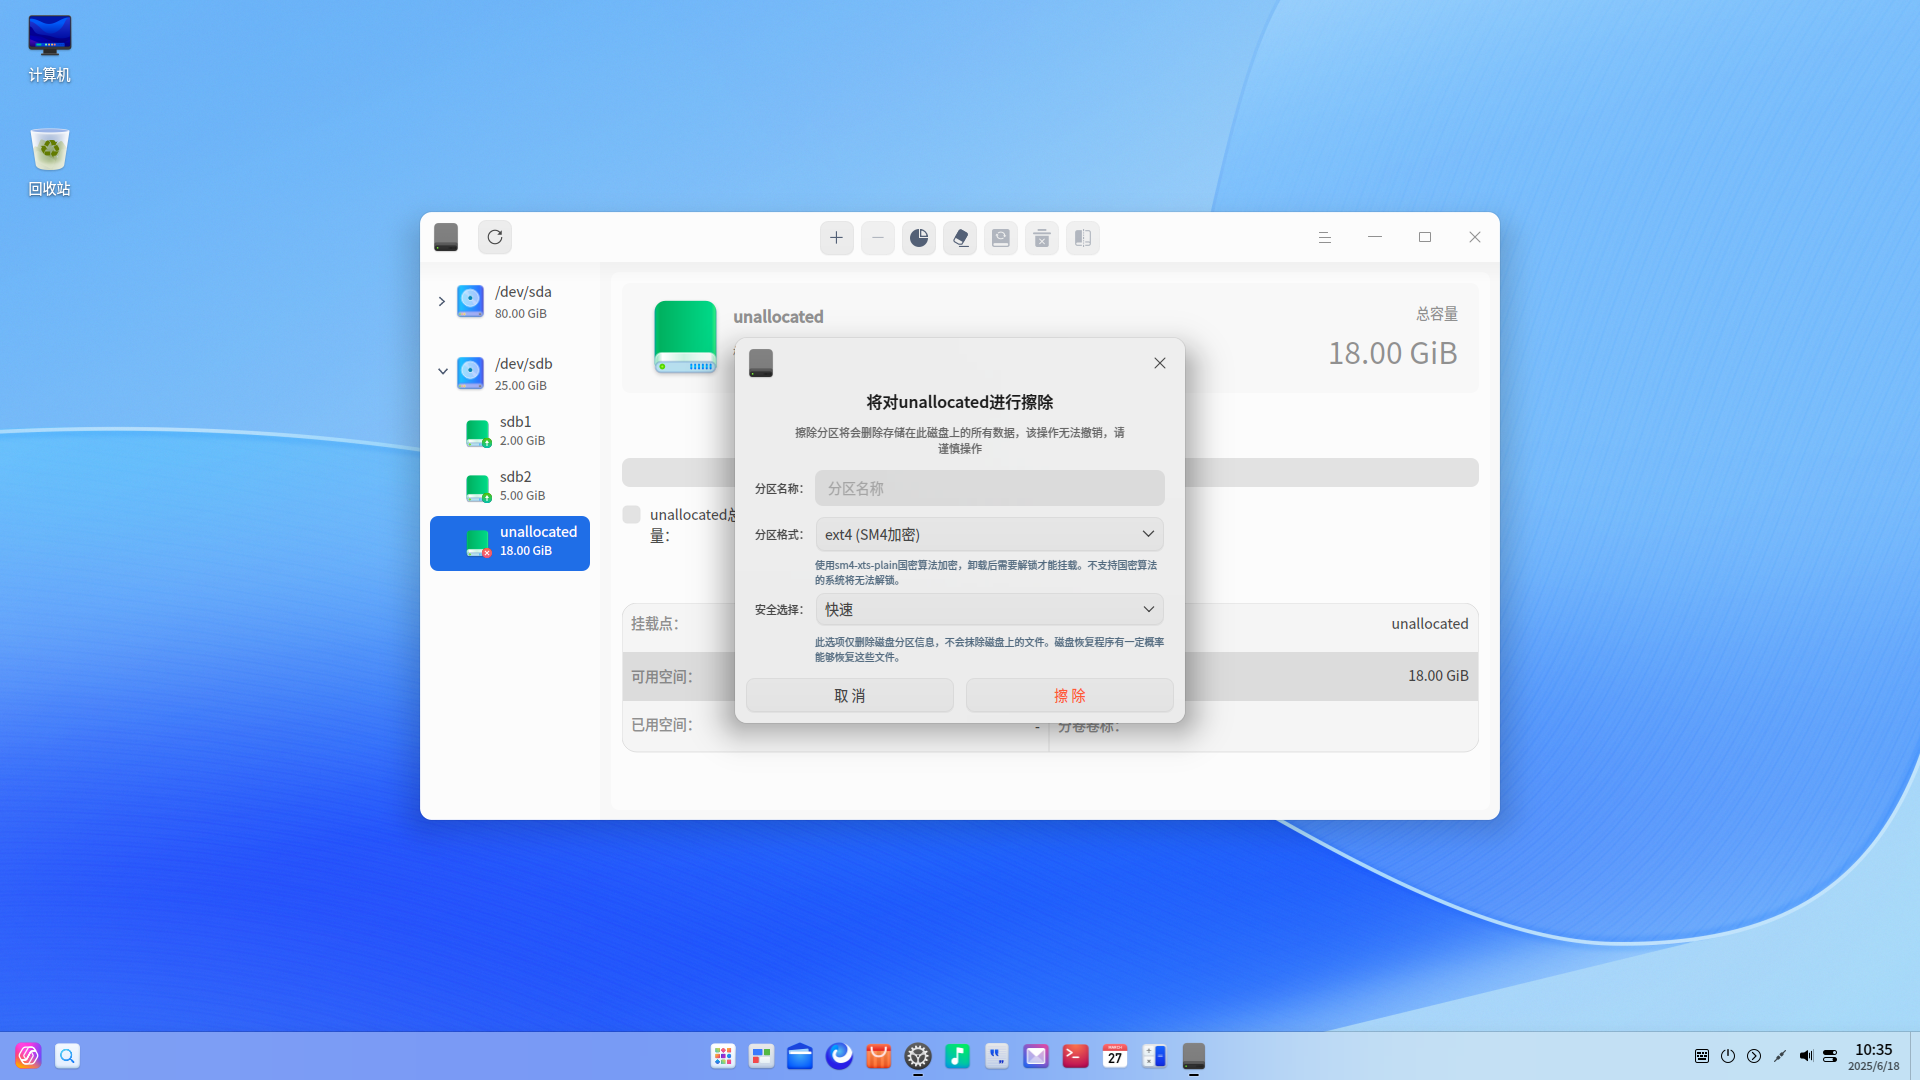 计算机
回收站
/dev/sda
80.00 GiB
/dev/sdb
25.00 GiB
sdb1
2.00 GiB
sdb2
5.00 GiB
unallocated
18.00 GiB
unallocated
总容量
18.00 GiB
unallocated总
量：
挂载点：
unallocated
可用空间：
18.00 GiB
已用空间：
-
分卷卷标：
将对unallocated进行擦除
擦除分区将会删除存储在此磁盘上的所有数据，该操作无法撤销，请
谨慎操作
分区名称：
分区名称
分区格式：
ext4 (SM4加密)
使用sm4-xts-plain国密算法加密，卸载后需要解锁才能挂载。不支持国密算法
的系统将无法解锁。
安全选择：
快速
此选项仅删除磁盘分区信息，不会抹除磁盘上的文件。磁盘恢复程序有一定概率
能够恢复这些文件。
取 消
擦 除
MARCH
27
10:35
2025/6/18